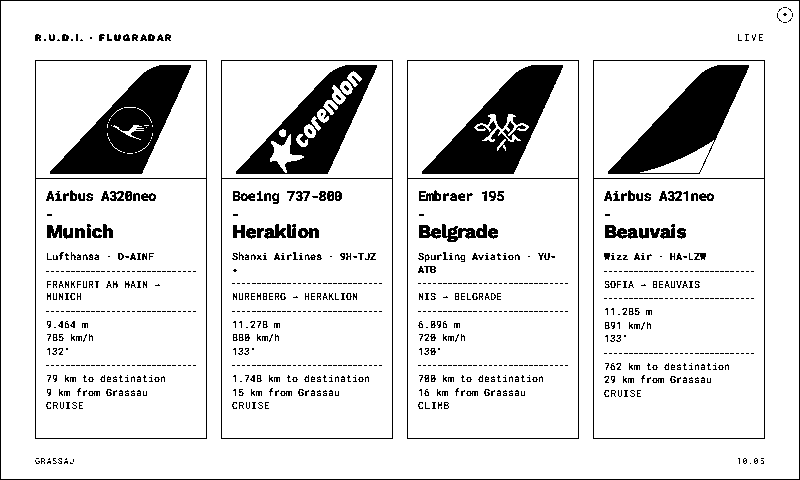 R.U.D.I. · FLUGRADAR
LIVE
corendon
Airbus A320neo
-
Munich
Lufthansa · D-AINF
FRANKFURT AM MAIN →
MUNICH
9.464 m
785 km/h
132°
79 km to destination
9 km from Grassau
CRUISE
Boeing 737-800
-
Heraklion
Shanxi Airlines · 9H-TJZ
NUREMBERG → HERAKLION
11.278 m
880 km/h
133°
1.748 km to destination
15 km from Grassau
CRUISE
Embraer 195
-
Belgrade
Spurling Aviation · YU-
ATB
NIS → BELGRADE
6.096 m
720 km/h
130°
700 km to destination
16 km from Grassau
CLIMB
Airbus A321neo
-
Beauvais
Wizz Air · HA-LZW
SOFIA → BEAUVAIS
11.285 m
891 km/h
133°
762 km to destination
29 km from Grassau
CRUISE
GRASSAU
10:05